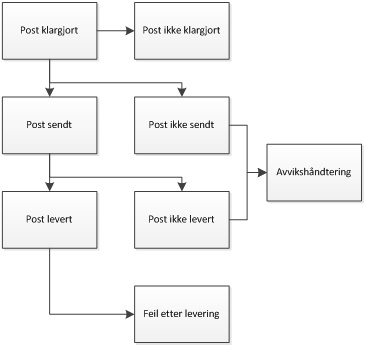 Post klargjort
Post ikke klargjort
Post sendt
Post ikke sendt
Avvikshåndtering
Post levert
Post ikke levert
Feil etter levering